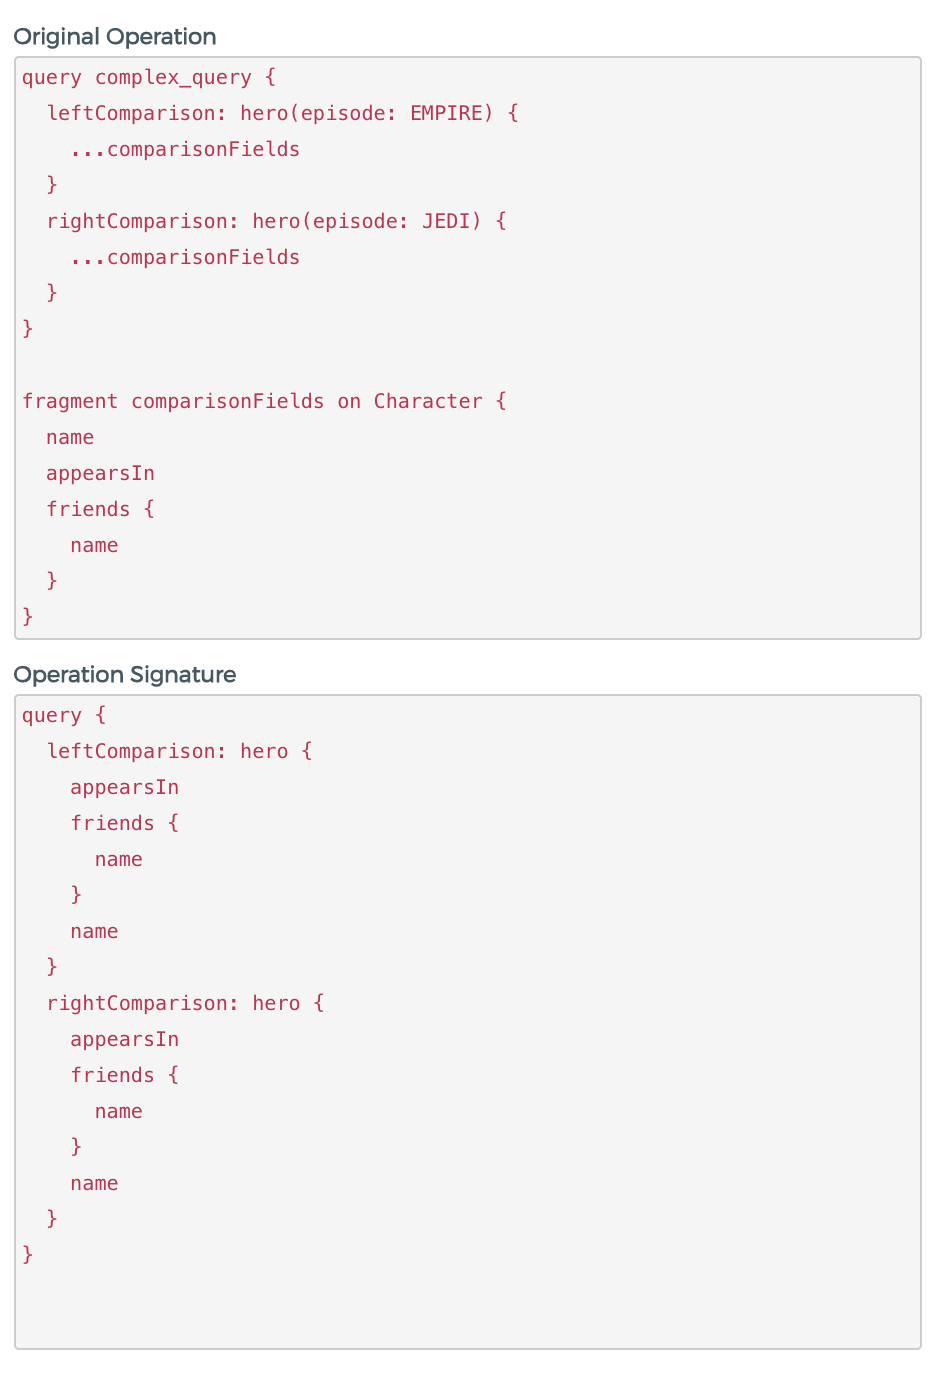 Original Operation
query complex_query {
  leftComparison: hero(episode: EMPIRE) {
    ...comparisonFields
  }
  rightComparison: hero(episode: JEDI) {
    ...comparisonFields
  }
}

fragment comparisonFields on Character {
  name
  appearsIn
  friends {
    name
  }
}
Operation Signature
query {
  leftComparison: hero {
    appearsIn
    friends {
      name
    }
    name
  }
  rightComparison: hero {
    appearsIn
    friends {
      name
    }
    name
  }
}